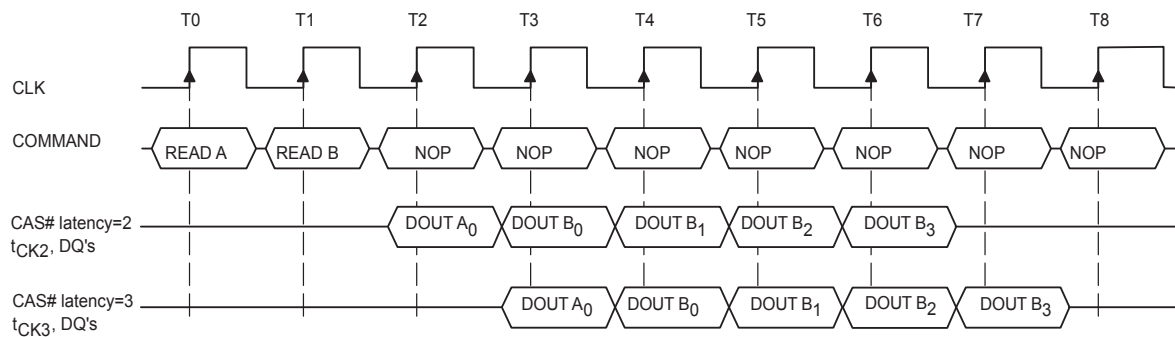 T0 T1 T2 T3 T4 T5 T6 T7 T8
CLK
COMMAND READ A READ B NOP NOP NOP NOP NOP NOP NOP
CAS# latency=2 DOUT A0 DOUT B0 DOUT B1 DOUT B2 DOUT B3
tCK2, DQ's
CAS# latency=3 DOUT A0 DOUT B0 DOUT B1 DOUT B2 DOUT B3
tCK3, DQ's